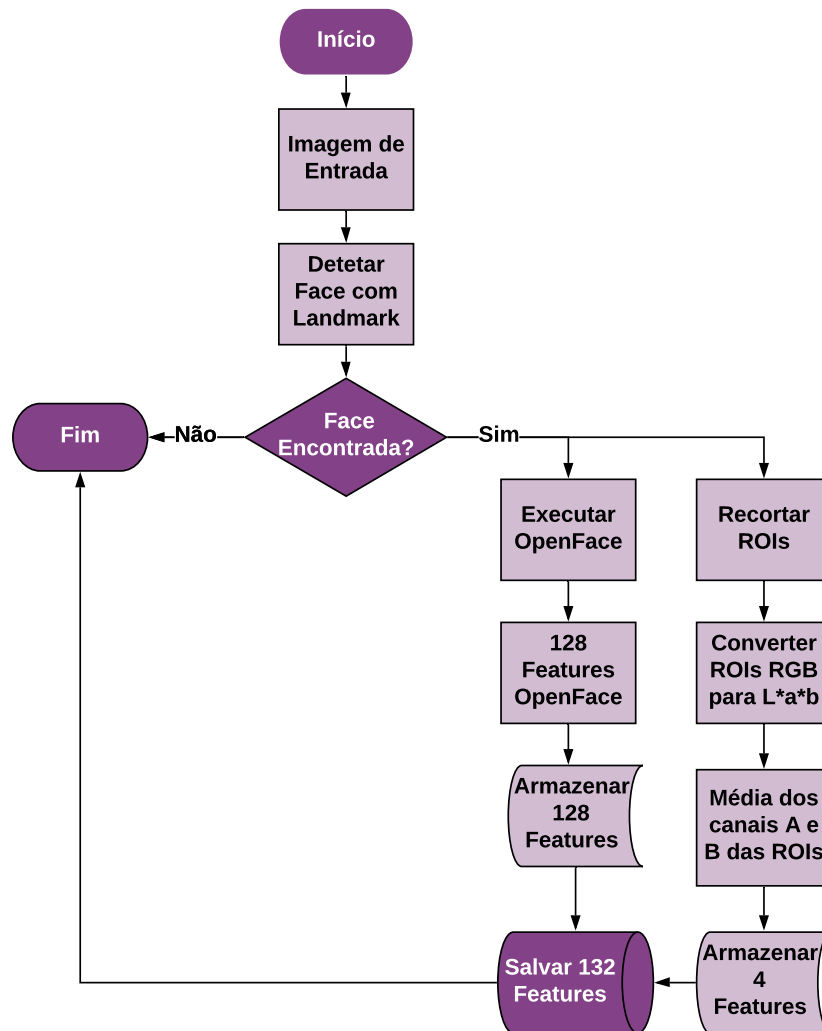 Início
Imagem de
Entrada
Detetar
Face com
Landmark
Face
Encontrada?
Não
Fim
Sim
Executar
OpenFace
128
Features
OpenFace
Armazenar
128
Features
Recortar
ROIs
Converter
ROIs RGB
para L*a*b
Média dos
canais A e
B das ROIs
Armazenar
4
Features
Salvar 132
Features